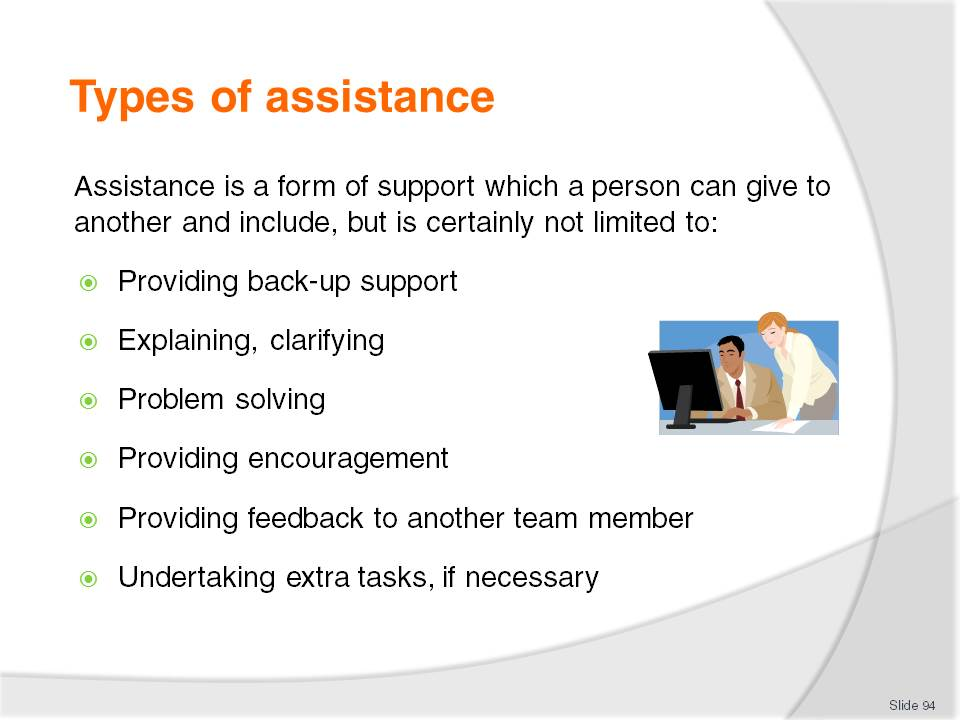 Types of assistance
Assistance is a form of support which a person can give to
another and include, but is certainly not limited to:
Providing back-up support
Explaining, clarifying
Problem solving
Providing encouragement
Providing feedback to another team member
Undertaking extra tasks, if necessary
Slide 94